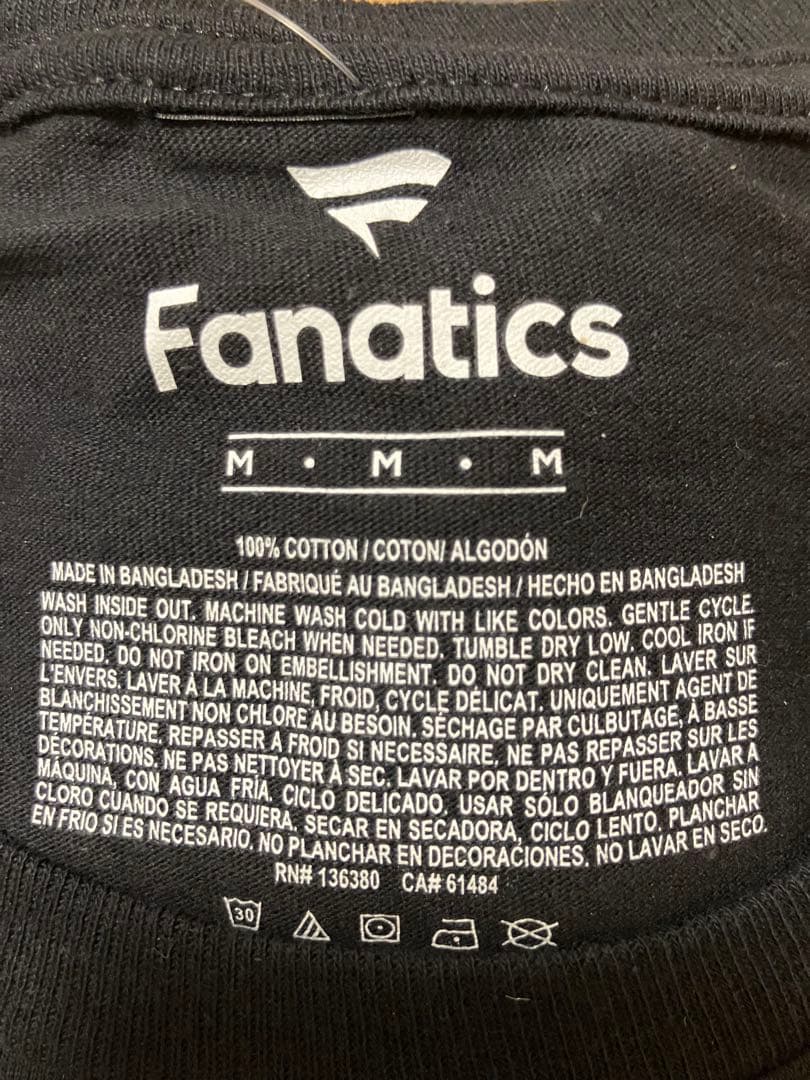 Fanatics
M • M • M
100% COTTON / COTON/ ALGODÓN
MADE IN BANGLADESH / FABRIQUÉ AU BANGLADESH / HECHO EN BANGLADESH
WASH INSIDE OUT. MACHINE WASH COLD WITH LIKE COLORS. GENTLE CYCLE.
ONLY NON-CHLORINE BLEACH WHEN NEEDED. TUMBLE DRY LOW. COOL IRON IF
NEEDED. DO NOT IRON ON EMBELLISHMENT. DO NOT DRY CLEAN. LAVER SUR
L'ENVERS. LAVER À LA MACHINE, FROID, CYCLE DÉLICAT. UNIQUEMENT AGENT DE
BLANCHISSEMENT NON CHLORE AU BESOIN. SÉCHAGE PAR CULBUTAGE, À BASSE
TEMPÉRATURE. REPASSER A FROID SI NECESSAIRE. NE PAS REPASSER SUR LES
DÉCORATIONS. NE PAS NETTOYER À SEC. LAVAR POR DENTRO Y FUERA. LAVAR A
MÁQUINA, CON AGUA FRÍA, CICLO DELICADO. USAR SÓLO BLANQUEADOR SIN
CLORO CUANDO SE REQUIERA. SECAR EN SECADORA, CICLO LENTO. PLANCHAR
EN FRIO SI ES NECESARIO. NO PLANCHAR EN DECORACIONES. NO LAVAR EN SECO.
RN# 136380 CA# 61484
30